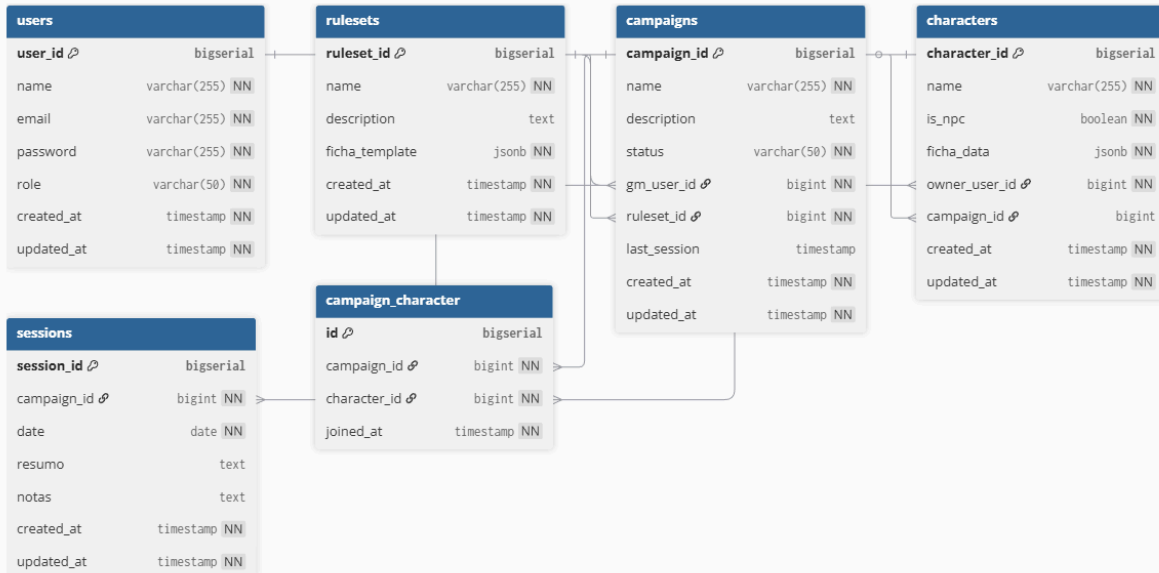 users
user_id bigserial
name varchar(255) NN
email varchar(255) NN
password varchar(255) NN
role varchar(50) NN
created_at timestamp NN
updated_at timestamp NN
rulesets
ruleset_id bigserial
name varchar(255) NN
description text
ficha_template jsonb NN
created_at timestamp NN
updated_at timestamp NN
campaigns
campaign_id bigserial
name varchar(255) NN
description text
status varchar(50) NN
gm_user_id bigint NN
ruleset_id bigint NN
last_session timestamp
created_at timestamp NN
updated_at timestamp NN
characters
character_id bigserial
name varchar(255) NN
is_npc boolean NN
ficha_data jsonb NN
owner_user_id bigint NN
campaign_id bigint
created_at timestamp NN
updated_at timestamp NN
sessions
session_id bigserial
campaign_id bigint NN
date date NN
resumo text
notas text
created_at timestamp NN
updated_at timestamp NN
campaign_character
id bigserial
campaign_id bigint NN
character_id bigint NN
joined_at timestamp NN